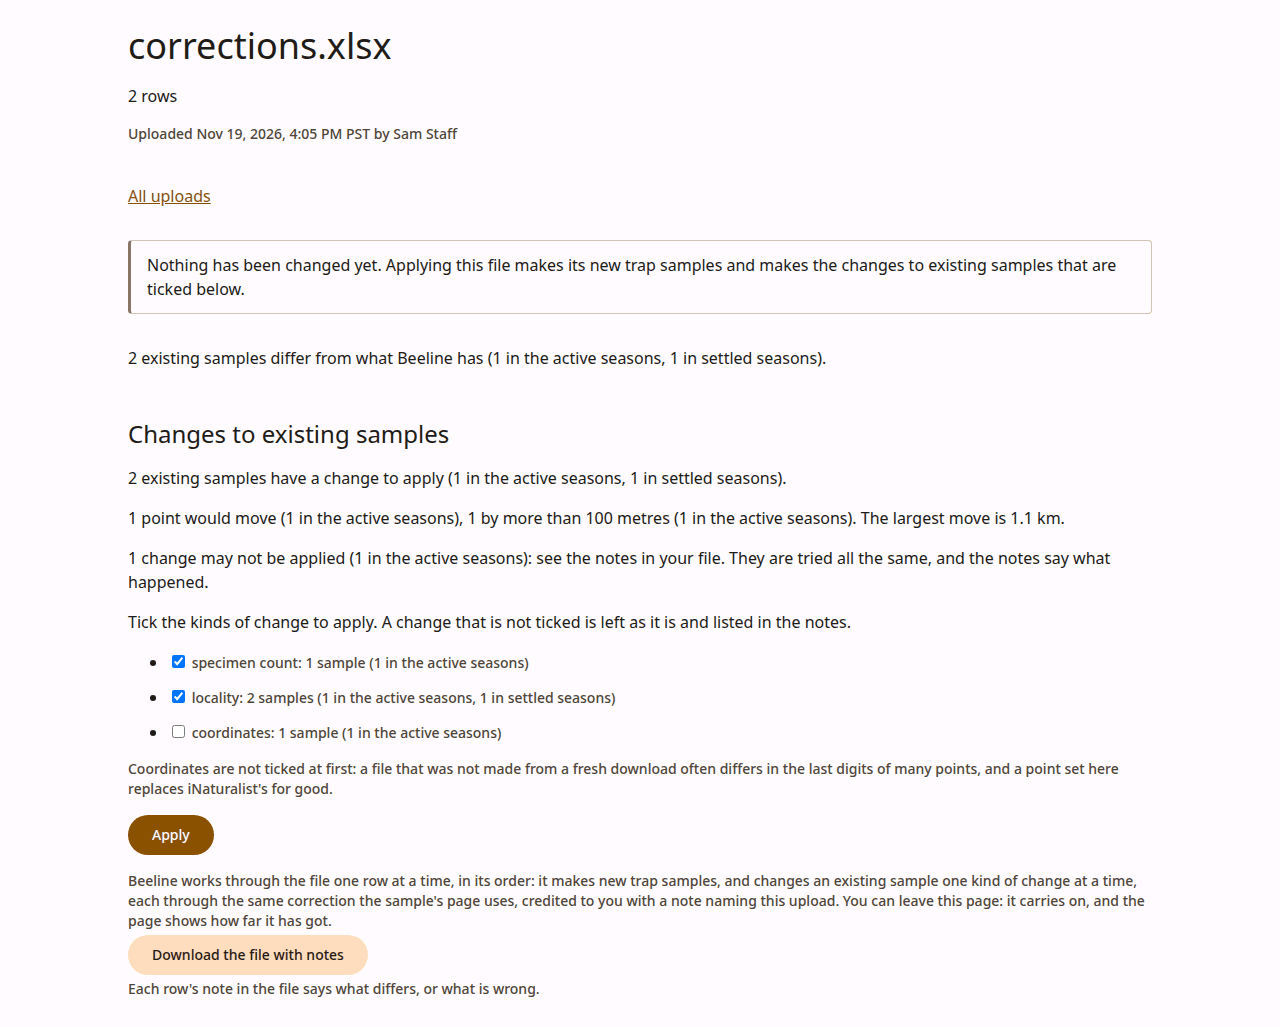 corrections.xlsx
2 rows
Uploaded Nov 19, 2026, 4:05 PM PST by Sam Staff
All uploads
Nothing has been changed yet. Applying this file makes its new trap samples and makes the changes to existing samples that are
ticked below.
2 existing samples differ from what Beeline has (1 in the active seasons, 1 in settled seasons).
Changes to existing samples
2 existing samples have a change to apply (1 in the active seasons, 1 in settled seasons).
1 point would move (1 in the active seasons), 1 by more than 100 metres (1 in the active seasons). The largest move is 1.1 km.
1 change may not be applied (1 in the active seasons): see the notes in your file. They are tried all the same, and the notes say what
happened.
Tick the kinds of change to apply. A change that is not ticked is left as it is and listed in the notes.
specimen count: 1 sample (1 in the active seasons)
locality: 2 samples (1 in the active seasons, 1 in settled seasons)
coordinates: 1 sample (1 in the active seasons)
Coordinates are not ticked at first: a file that was not made from a fresh download often differs in the last digits of many points, and a point set here
replaces iNaturalist's for good.
Apply
Beeline works through the file one row at a time, in its order: it makes new trap samples, and changes an existing sample one kind of change at a time,
each through the same correction the sample's page uses, credited to you with a note naming this upload. You can leave this page: it carries on, and the
page shows how far it has got.
Download the file with notes
Each row's note in the file says what differs, or what is wrong.